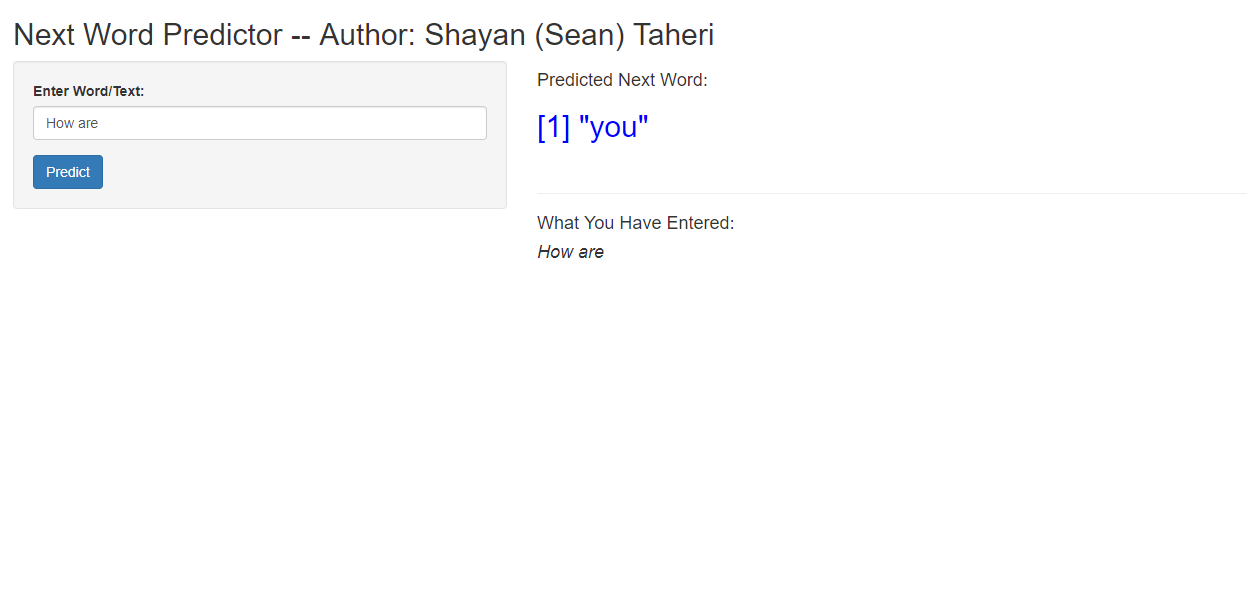 Next Word Predictor -- Author: Shayan (Sean) Taheri
Enter Word/Text:
How are
Predict
Predicted Next Word:
[1] "you"
What You Have Entered:
How are